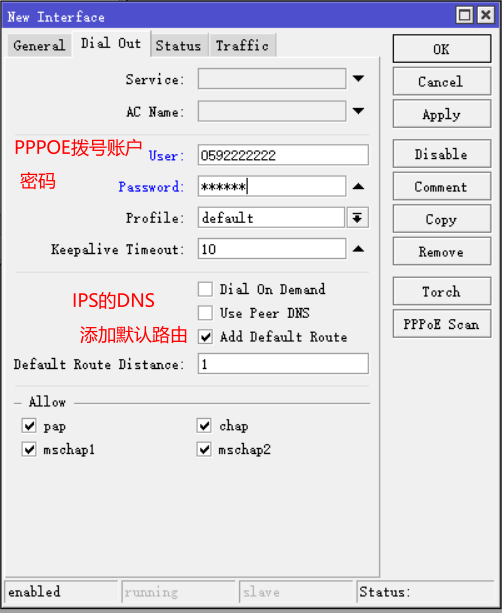 New Interface
General Dial Out Status Traffic
Service:
AC Name:
PPPOE拨号账户
User: 0592222222
密码
Password: ******
Profile: default
Keepalive Timeout: 10
Dial On Demand
IPS的DNS
Use Peer DNS
添加默认路由
Add Default Route
Default Route Distance: 1
Allow
pap chap
mschap1 mschap2
OK
Cancel
Apply
Disable
Comment
Copy
Remove
Torch
PPPoE Scan
enabled running slave Status: